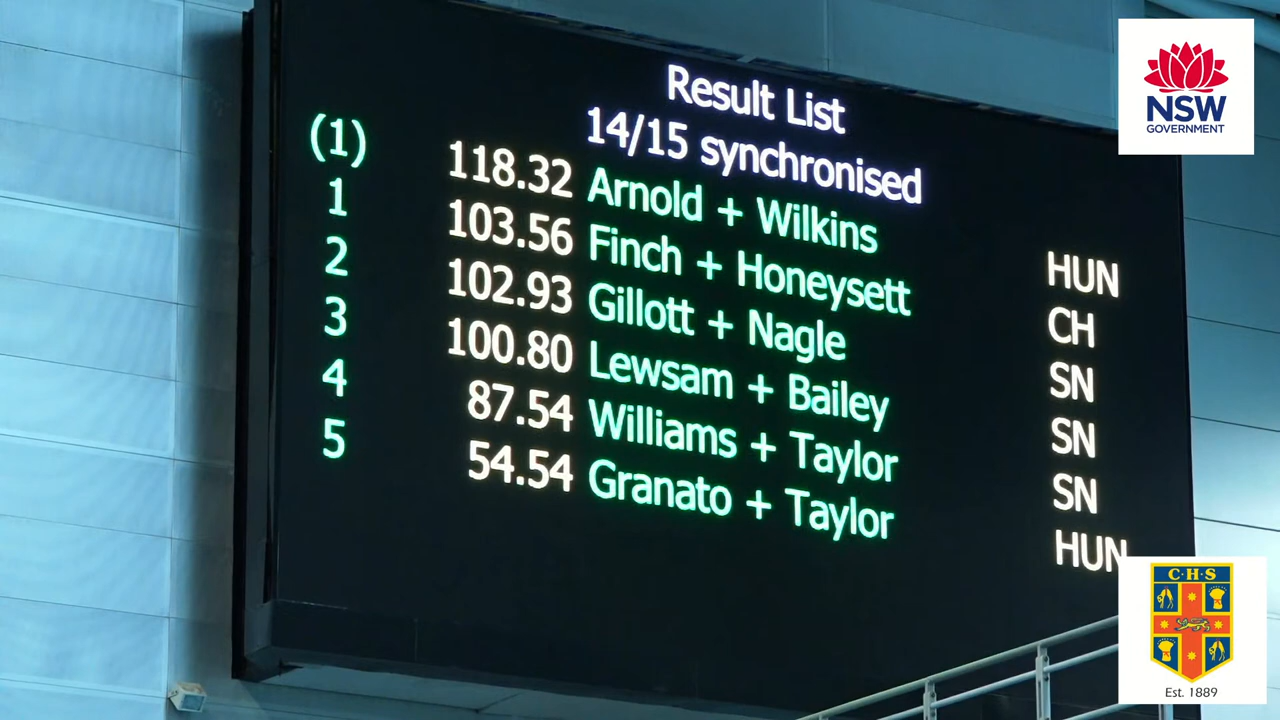 Result List
14/15 synchronised
(1) 118.32 Arnold + Wilkins HUN
1 103.56 Finch + Honeysett CH
2 102.93 Gillott + Nagle SN
3 100.80 Lewsam + Bailey SN
4 87.54 Williams + Taylor SN
5 54.54 Granato + Taylor HUN
NSW
GOVERNMENT
C·H·S
Est. 1889